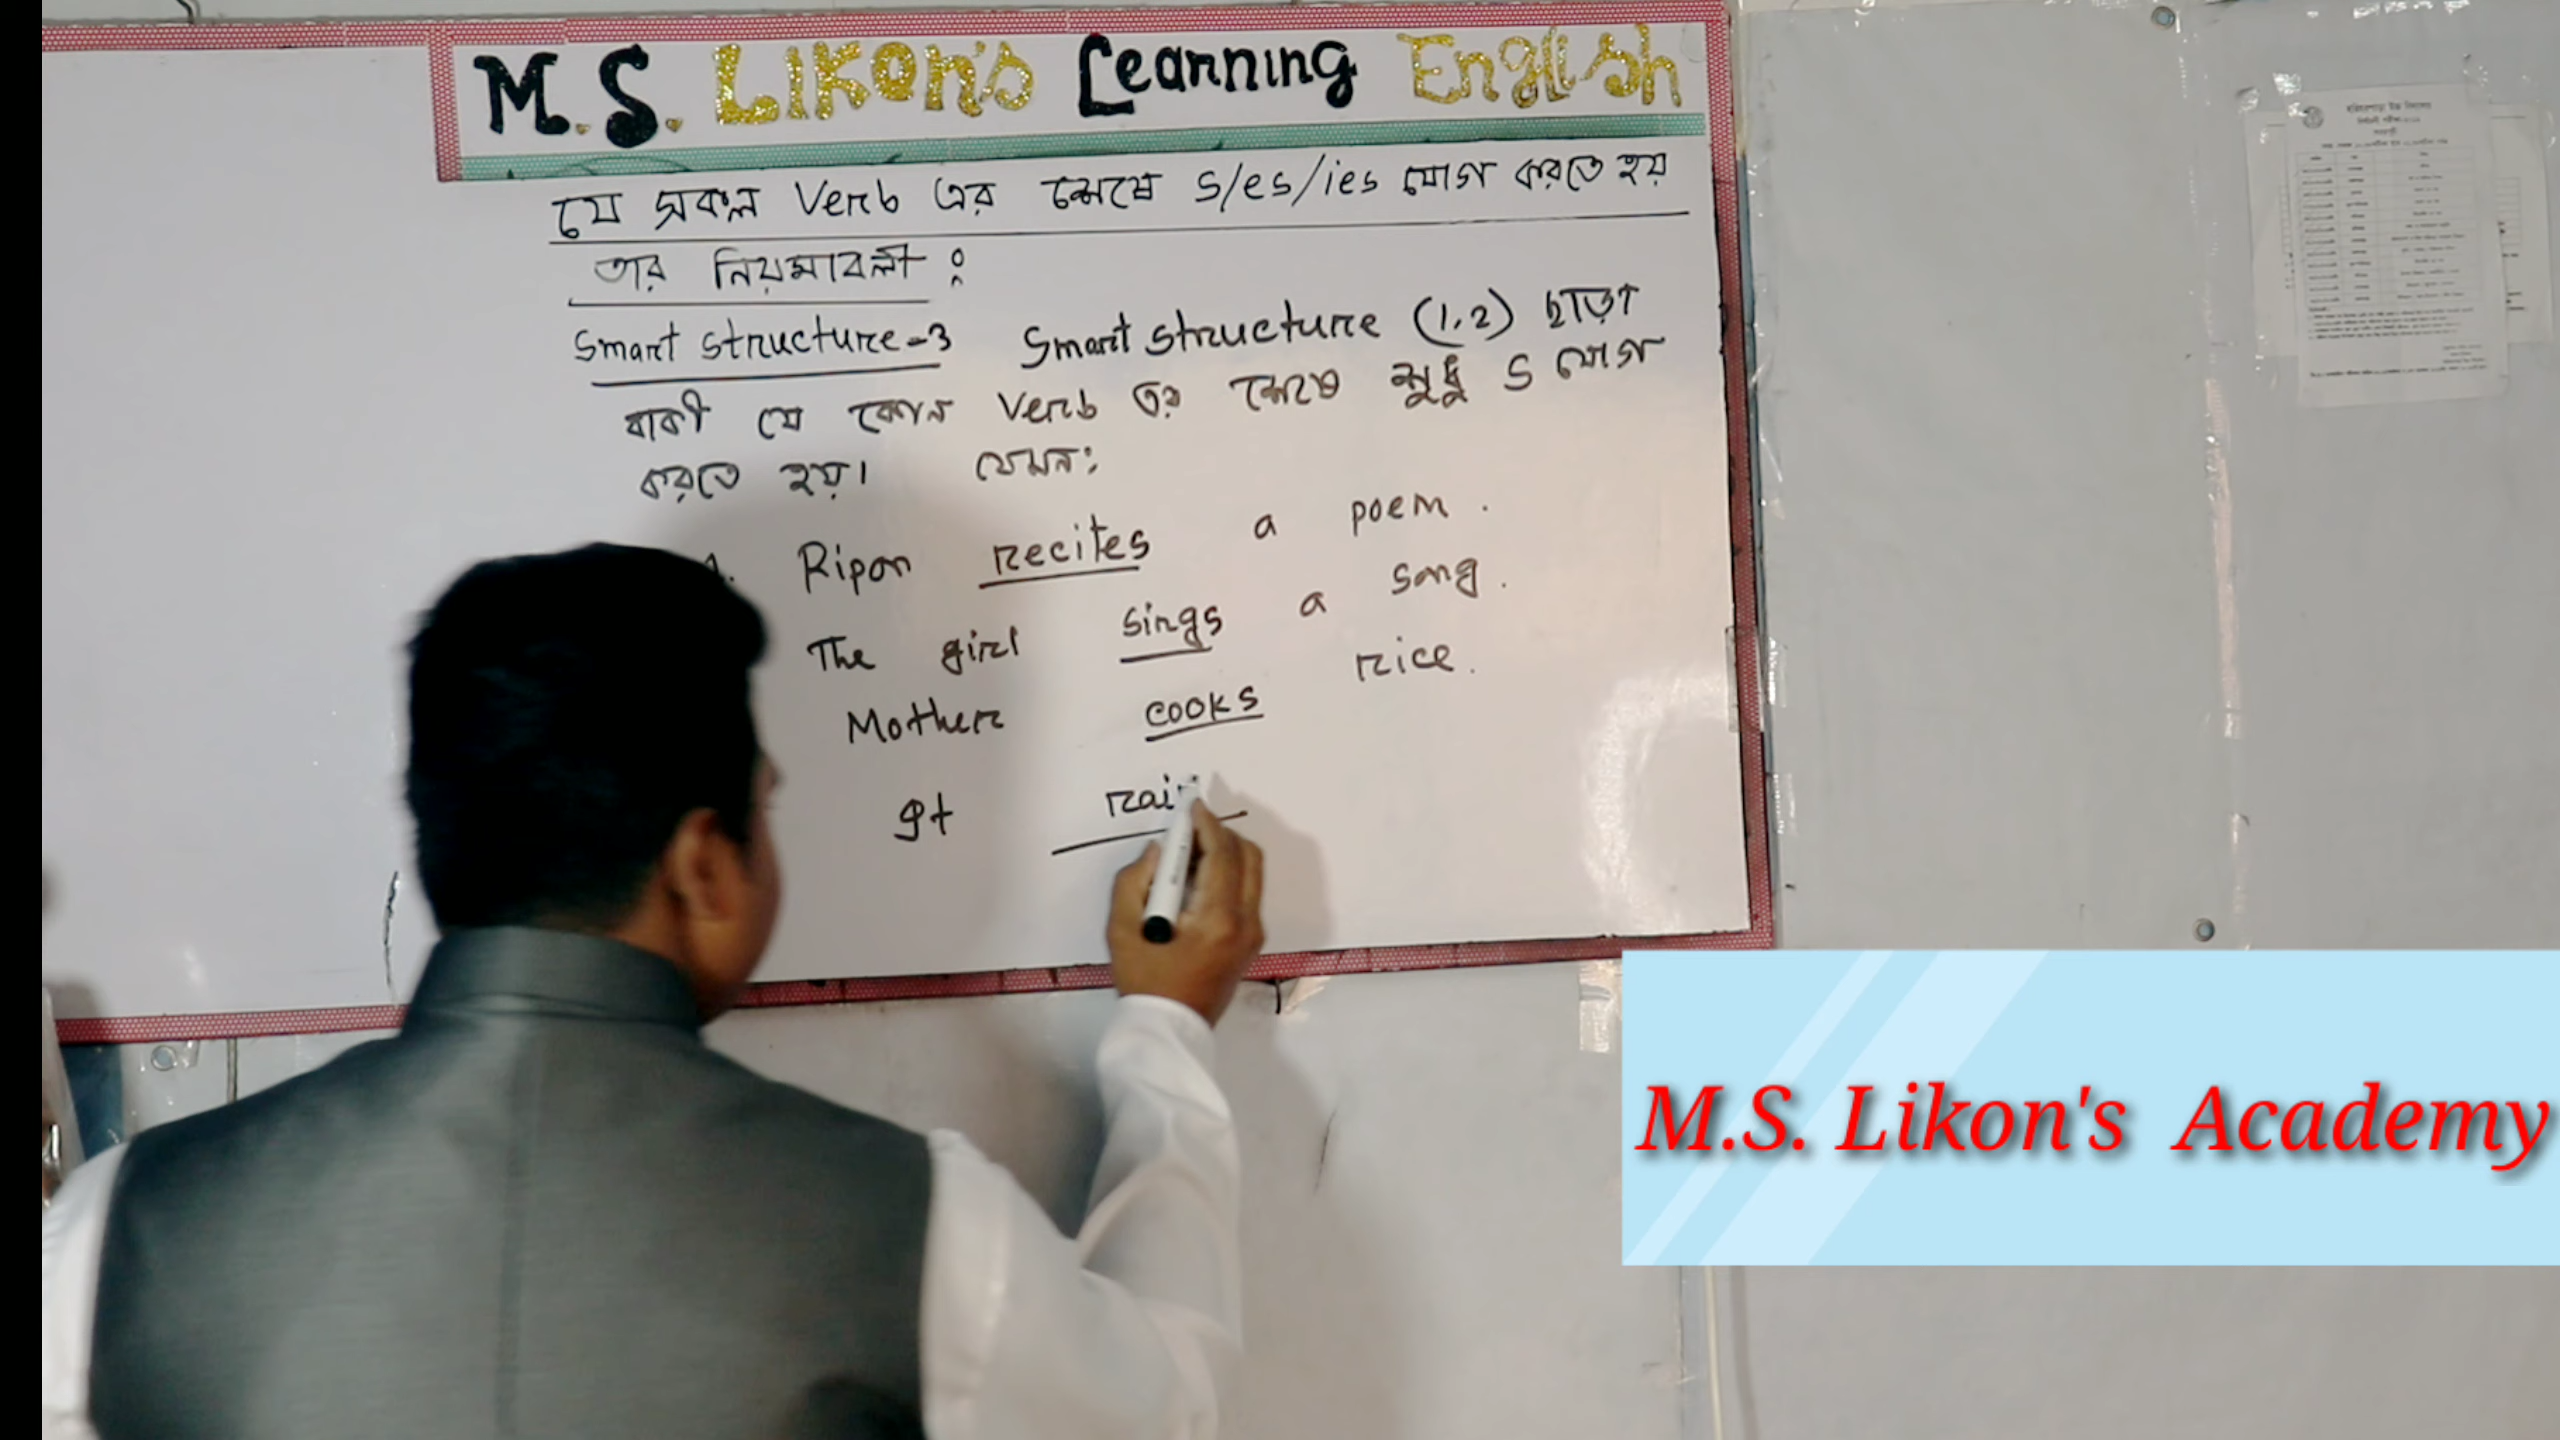 M.S. Likon's Learning English
যে সকল Verb এর শেষে s/es/ies যোগ করতে হয়
তার নিয়মাবলী :
Smart structure-3 Smart structure (1,2) ছাড়া
বাকী যে কোন Verb এর শেষে শুধু S যোগ
করতে হয়। যেমন:
Ripon recites a poem.
The girl sings a song.
Mother cooks rice.
It rai
M.S. Likon's Academy